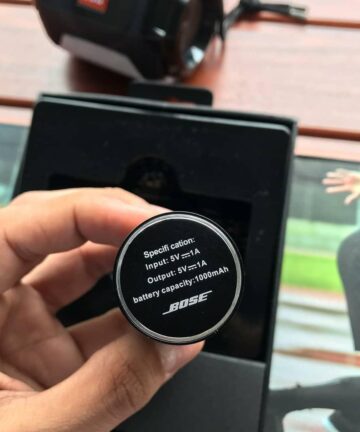 Specifi cation:
Input: 5V⎓1A
Output: 5V⎓1A
battery capacity:1000mAh
BOSE